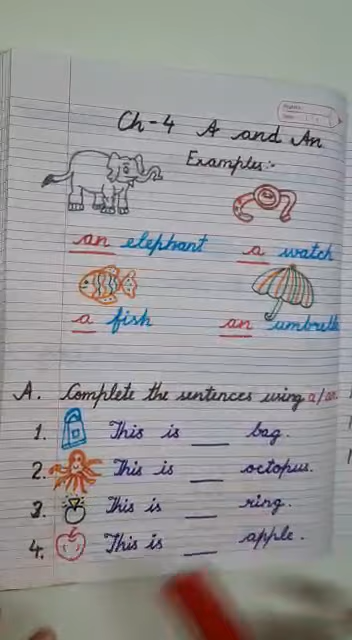 Ch-4 A and An
Examples:-
an elephant a watch
a fish an umbrella
A. Complete the sentences using a/an.
1. This is ___ bag.
2. This is ___ octopus.
3. This is ___ ring.
4. This is ___ apple.